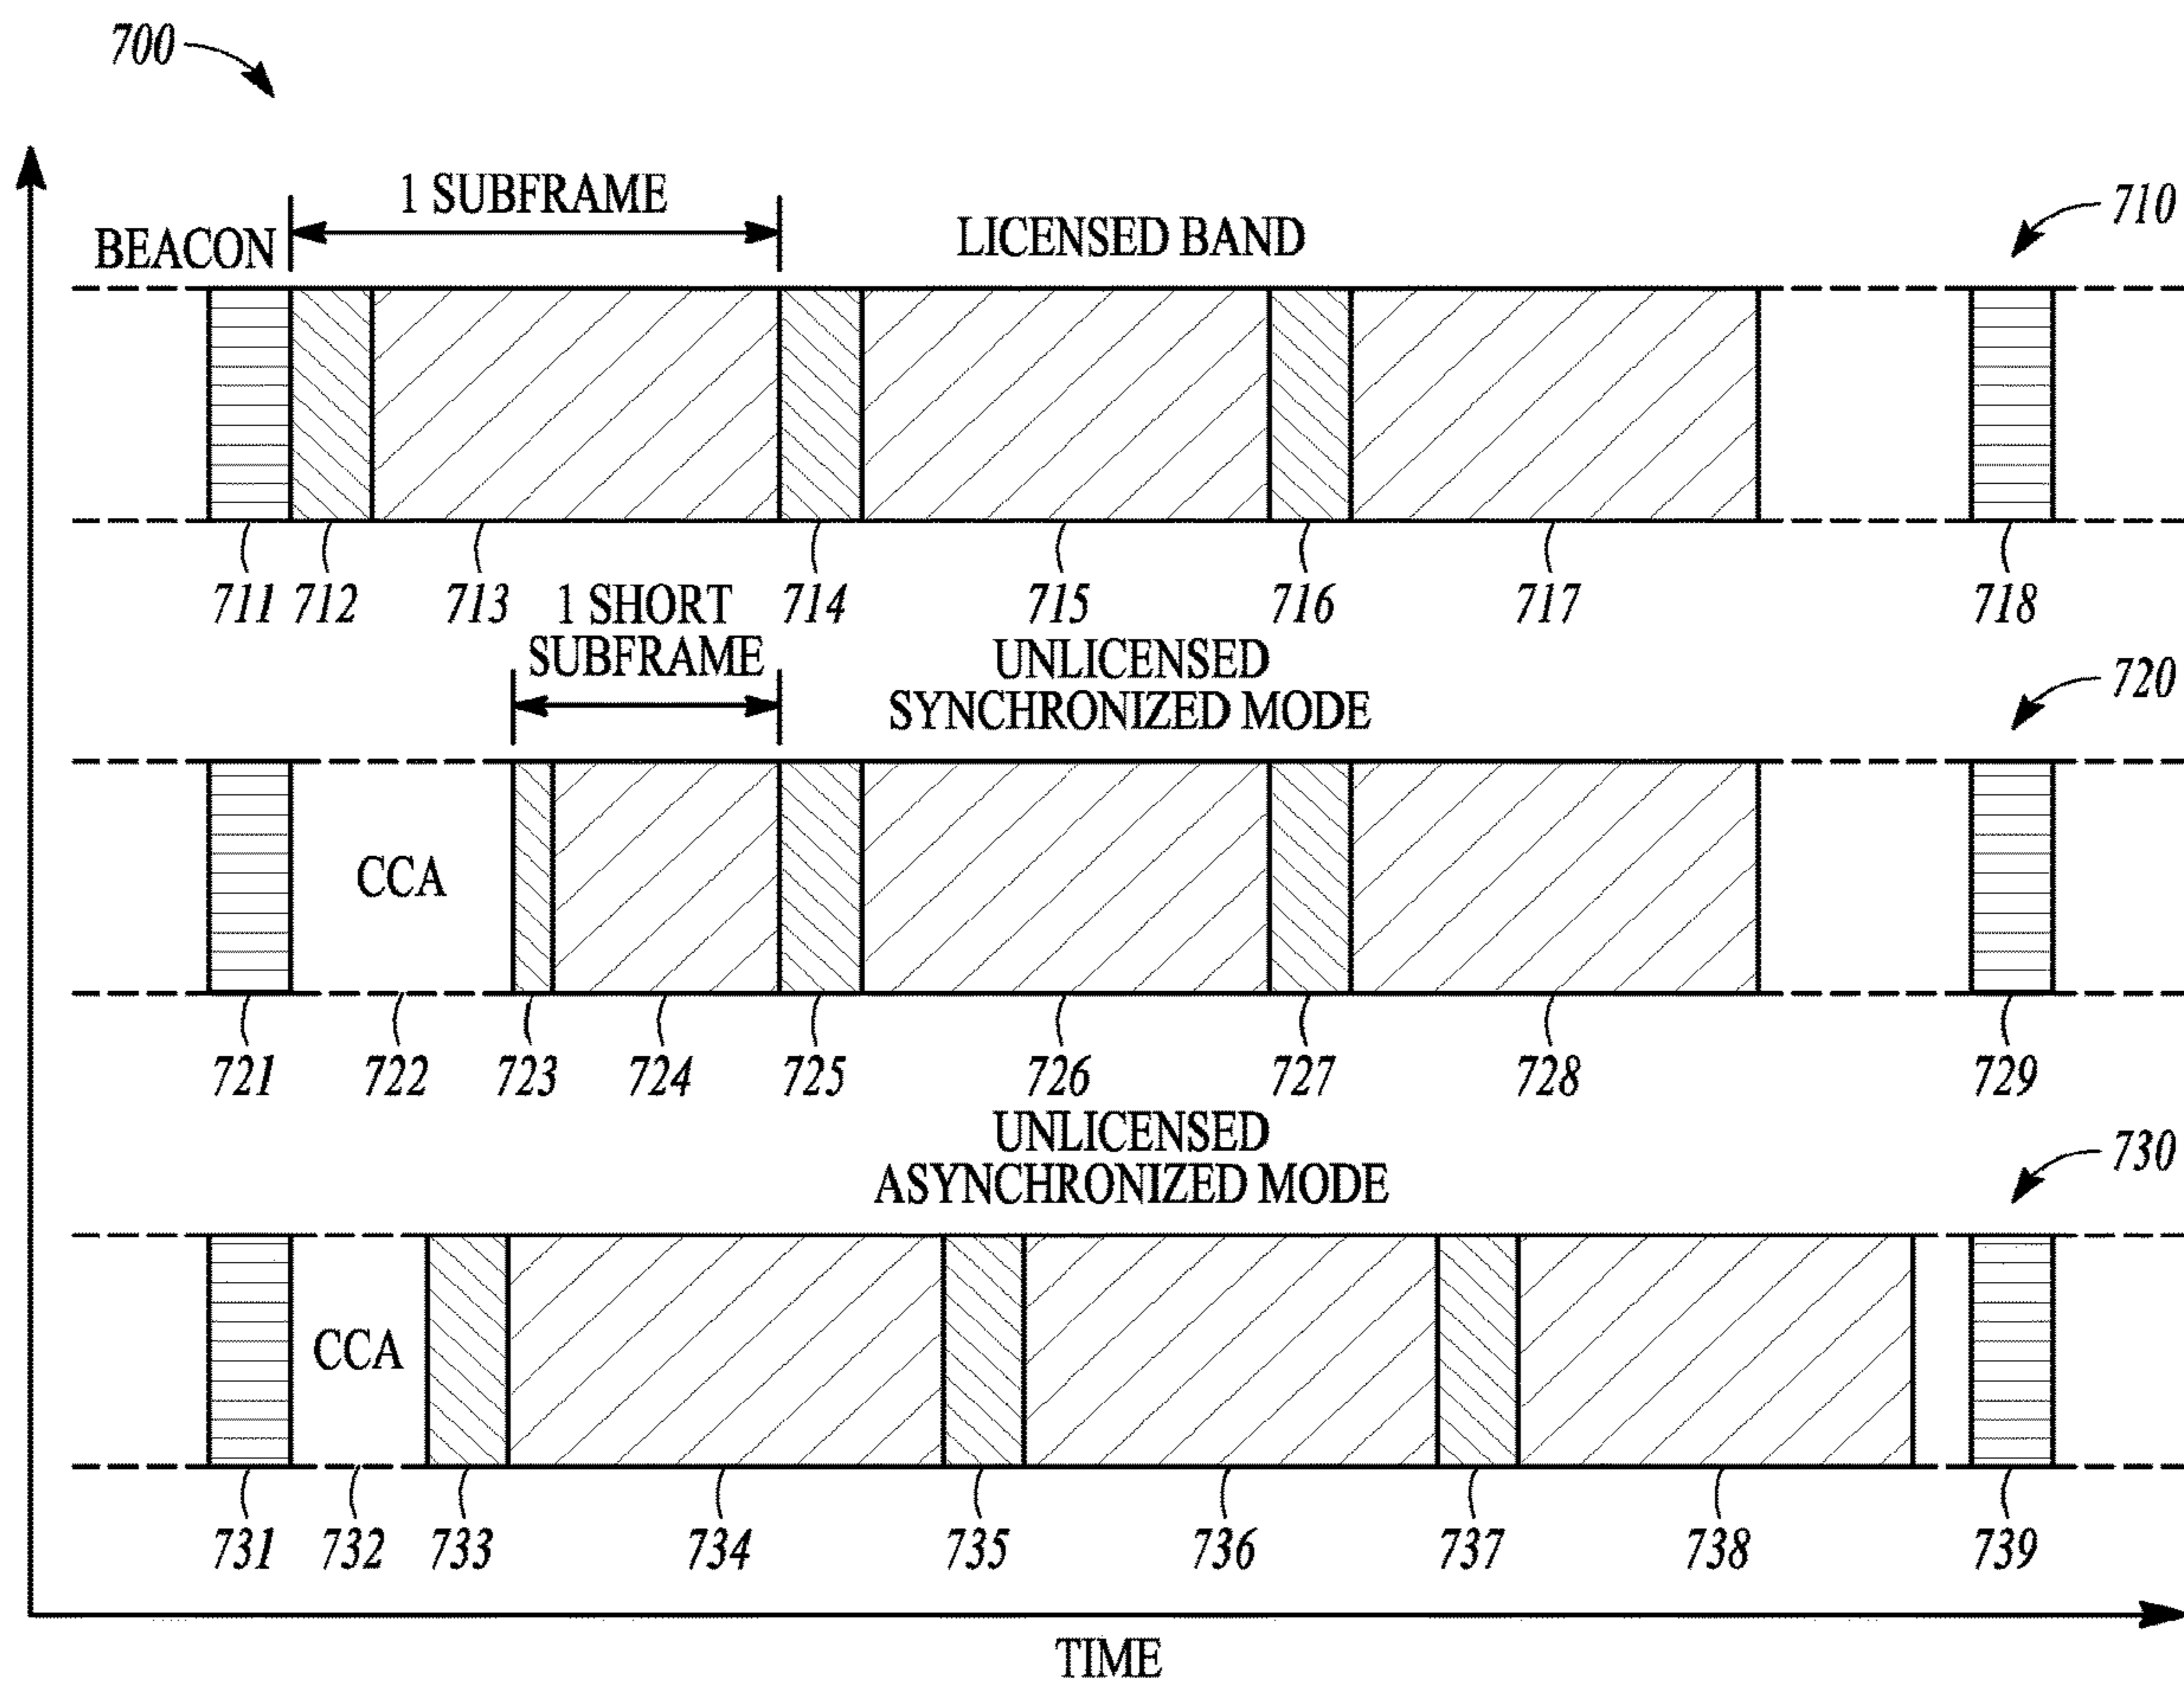 700
1 SUBFRAME
BEACON
LICENSED BAND
710
711 712 713 714 715 716 717 718
1 SHORT
SUBFRAME
UNLICENSED
SYNCHRONIZED MODE
720
CCA
721 722 723 724 725 726 727 728 729
UNLICENSED
ASYNCHRONIZED MODE
730
CCA
731 732 733 734 735 736 737 738 739
TIME